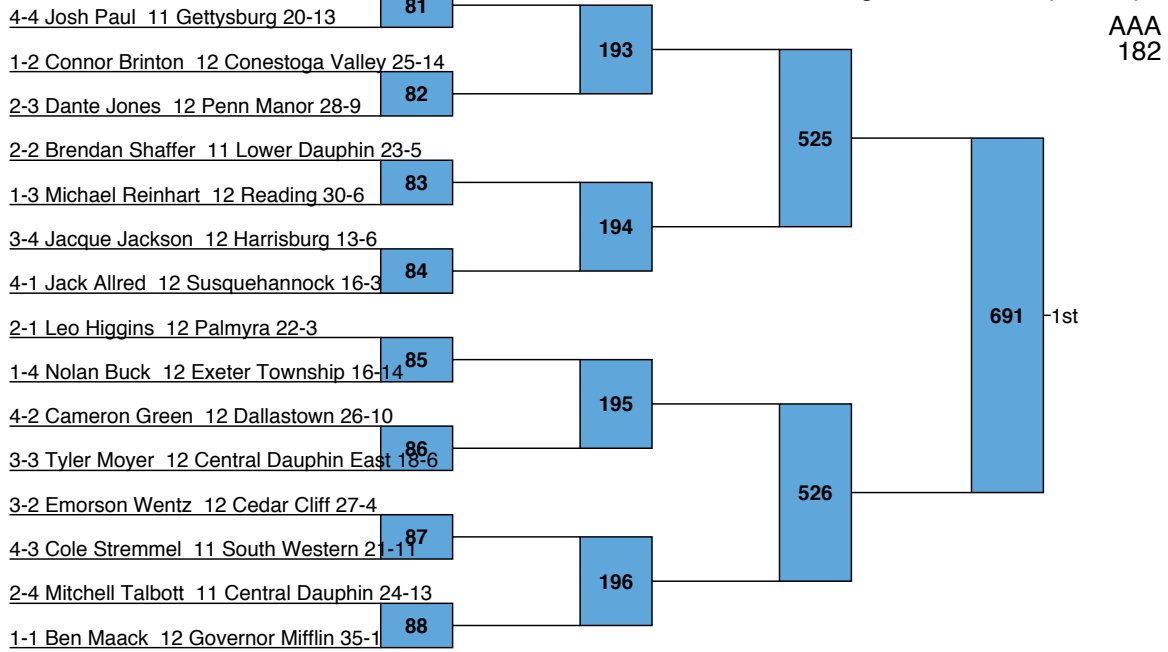 81
4-4 Josh Paul 11 Gettysburg 20-13
AAA
182
193
1-2 Connor Brinton 12 Conestoga Valley 25-14
82
2-3 Dante Jones 12 Penn Manor 28-9
525
2-2 Brendan Shaffer 11 Lower Dauphin 23-5
83
1-3 Michael Reinhart 12 Reading 30-6
194
3-4 Jacque Jackson 12 Harrisburg 13-6
84
4-1 Jack Allred 12 Susquehannock 16-3
691
1st
2-1 Leo Higgins 12 Palmyra 22-3
85
1-4 Nolan Buck 12 Exeter Township 16-14
195
4-2 Cameron Green 12 Dallastown 26-10
86
3-3 Tyler Moyer 12 Central Dauphin East 18-6
526
3-2 Emorson Wentz 12 Cedar Cliff 27-4
87
4-3 Cole Stremmel 11 South Western 21-11
196
2-4 Mitchell Talbott 11 Central Dauphin 24-13
88
1-1 Ben Maack 12 Governor Mifflin 35-1